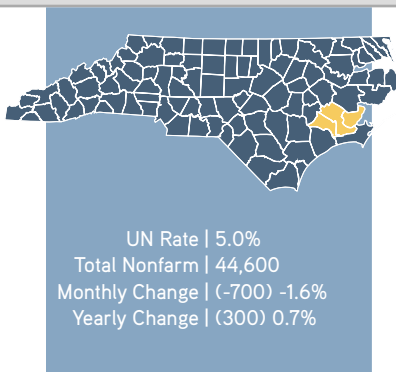 UN Rate | 5.0%
Total Nonfarm | 44,600
Monthly Change | (-700) -1.6%
Yearly Change | (300) 0.7%